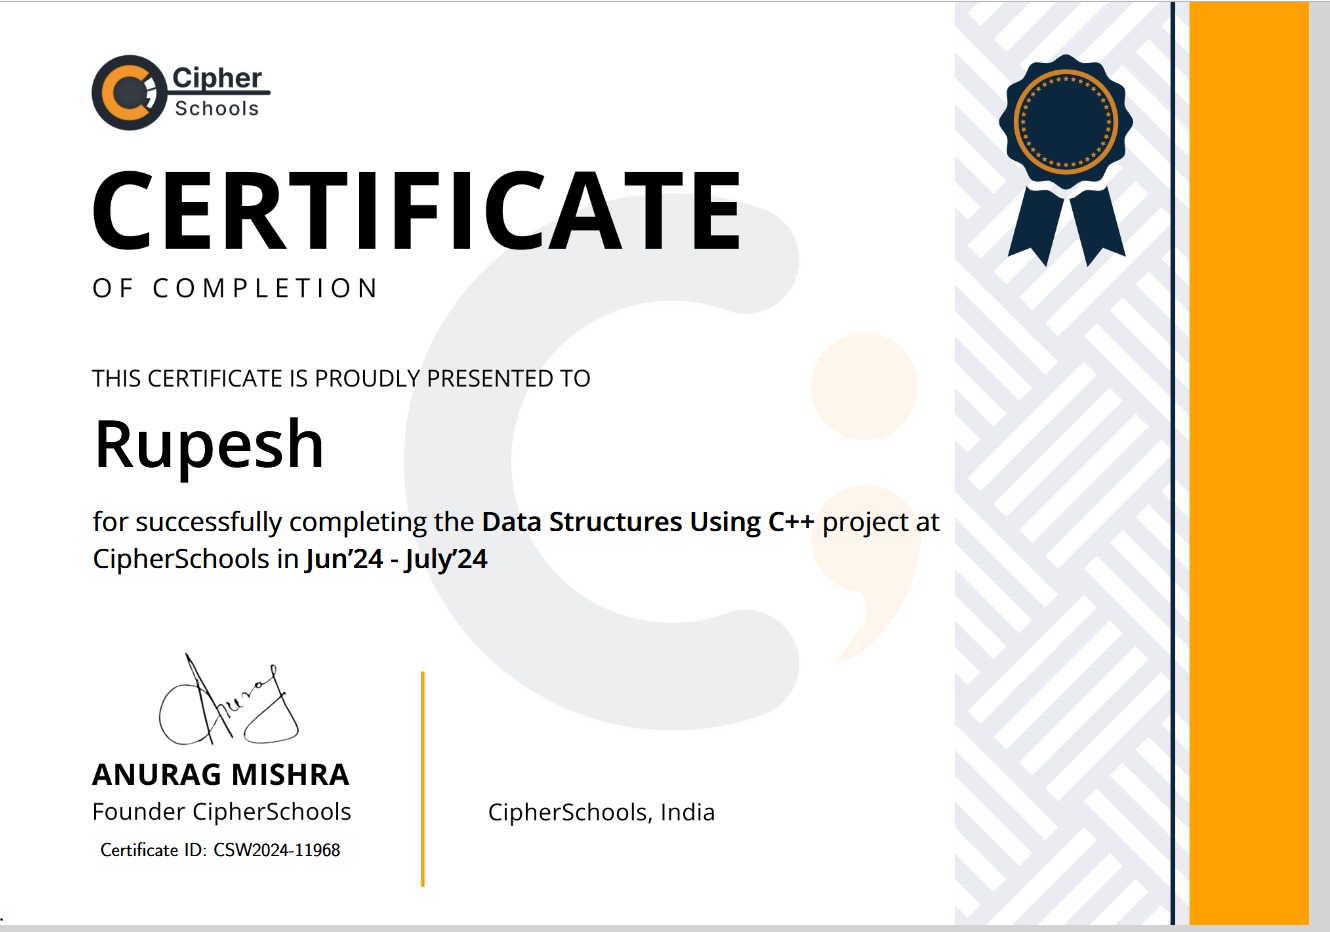 Cipher
Schools
CERTIFICATE
OF COMPLETION
THIS CERTIFICATE IS PROUDLY PRESENTED TO
Rupesh
for successfully completing the Data Structures Using C++ project at
CipherSchools in Jun’24 - July’24
Anurag
ANURAG MISHRA
Founder CipherSchools
CipherSchools, India
Certificate ID: CSW2024-11968